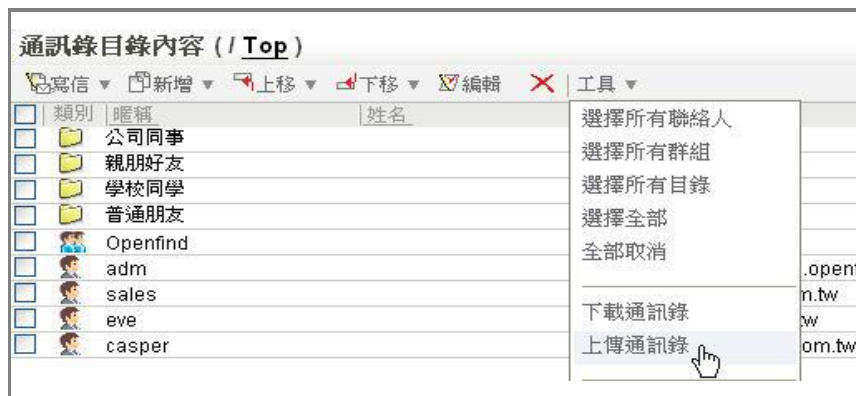 通訊錄目錄內容 ( / Top )
寫信 ▼ 新增 ▼ 上移 ▼ 下移 ▼ 編輯 工具 ▼
類別 暱稱 姓名
公司同事
親朋好友
學校同學
普通朋友
Openfind
adm
sales
eve
casper
選擇所有聯絡人
選擇所有群組
選擇所有目錄
選擇全部
全部取消
下載通訊錄
上傳通訊錄
.open
n.tw
w
om.tw